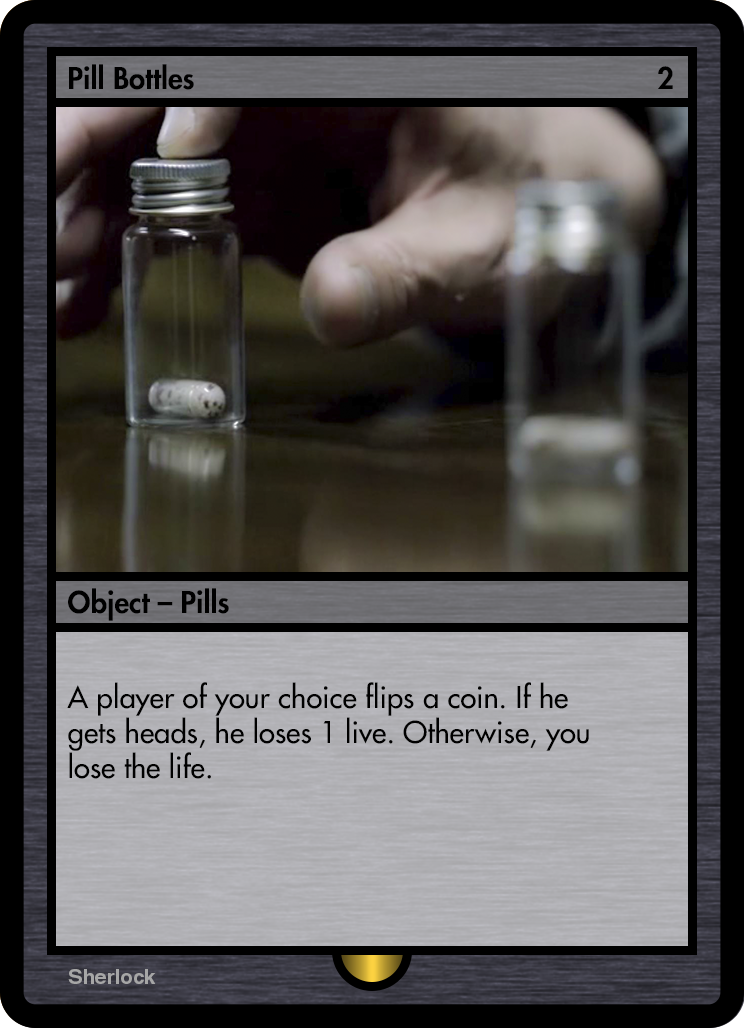 Pill Bottles 2
Object – Pills
A player of your choice flips a coin. If he
gets heads, he loses 1 live. Otherwise, you
lose the life.
Sherlock